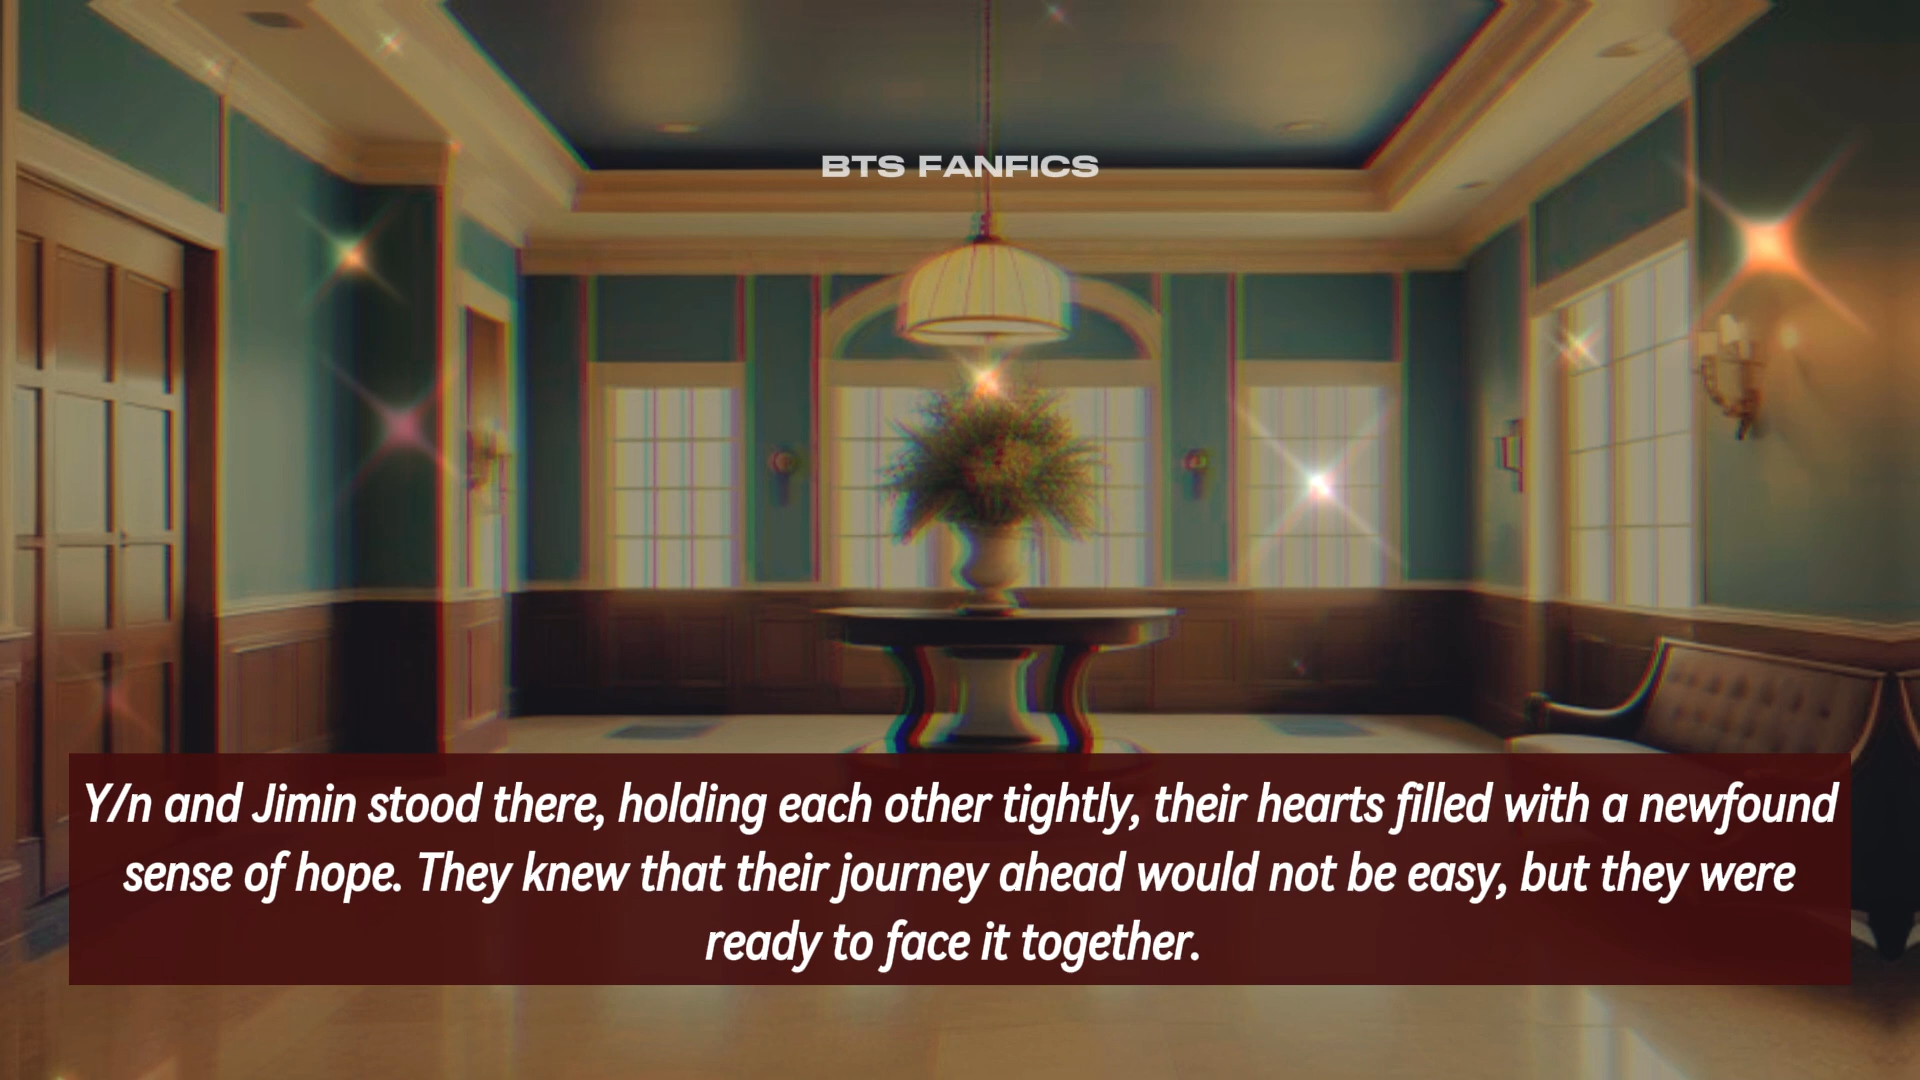 BTS FANFICS
Y/n and Jimin stood there, holding each other tightly, their hearts filled with a newfound
sense of hope. They knew that their journey ahead would not be easy, but they were
ready to face it together.